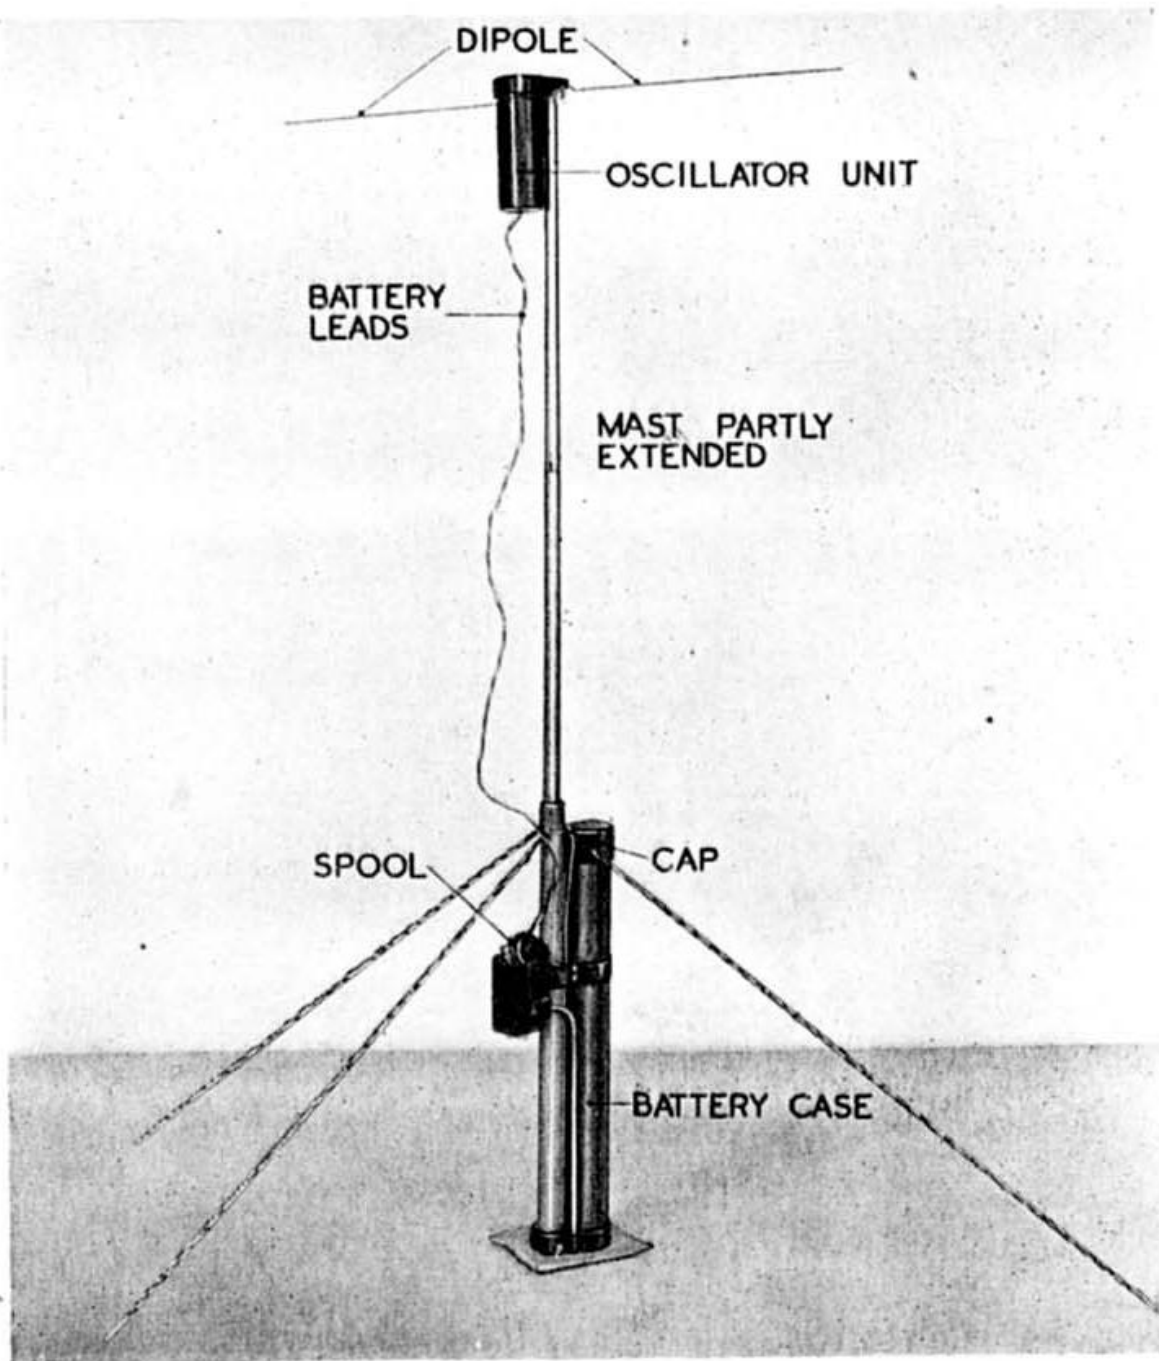 DIPOLE
OSCILLATOR UNIT
BATTERY
LEADS
MAST PARTLY
EXTENDED
SPOOL
CAP
BATTERY CASE